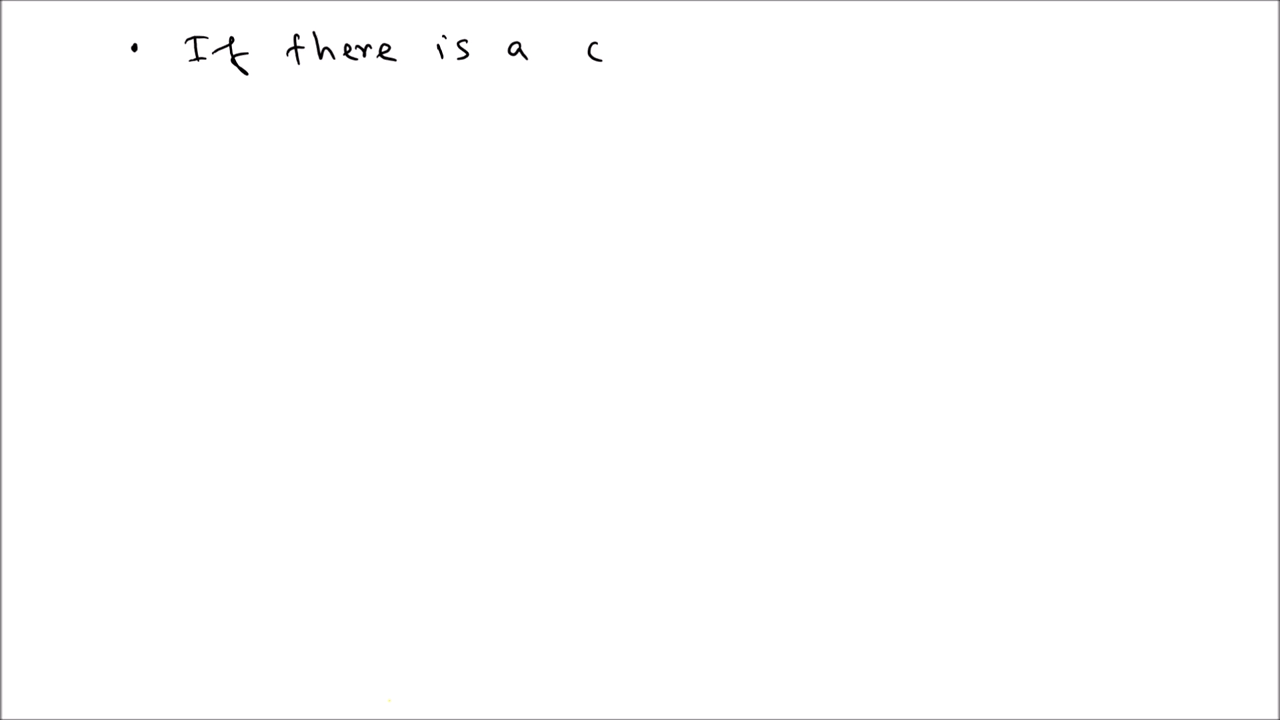 • If there is a c